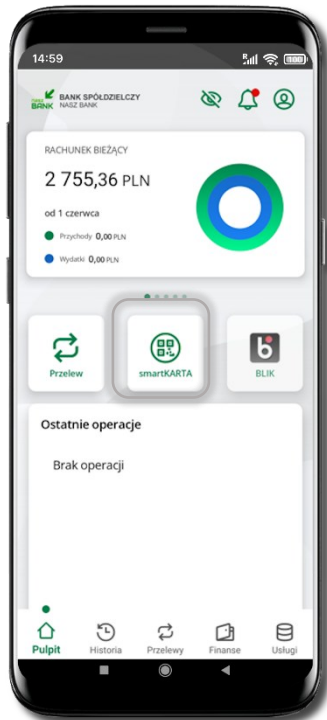 14:59
NASZ BANK
BANK SPÓŁDZIELCZY
NASZ BANK
RACHUNEK BIEŻĄCY
2 755,36 PLN
od 1 czerwca
Przychody 0,00 PLN
Wydatki 0,00 PLN
Przelew
smartKARTA
BLIK
Ostatnie operacje
Brak operacji
Pulpit
Historia
Przelewy
Finanse
Usługi